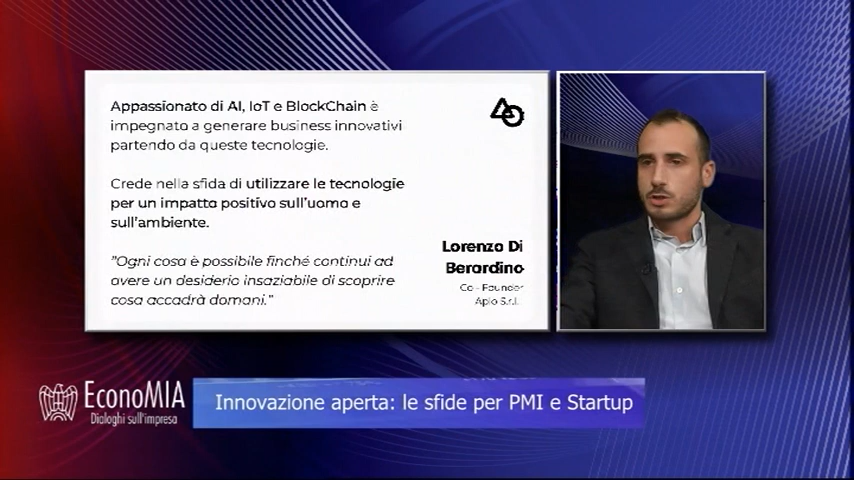 Appassionato di AI, IoT e BlockChain è
impegnato a generare business innovativi
partendo da queste tecnologie.
Crede nella sfida di utilizzare le tecnologie
per un impatto positivo sull'uomo e
sull'ambiente.
"Ogni cosa è possibile finché continui ad
avere un desiderio insaziabile di scoprire
cosa accadrà domani."
Lorenzo Di
Berardino
Co - Founder
Apio S.r.l.
EconoMIA
Dialoghi sull'impresa
Innovazione aperta: le sfide per PMI e Startup